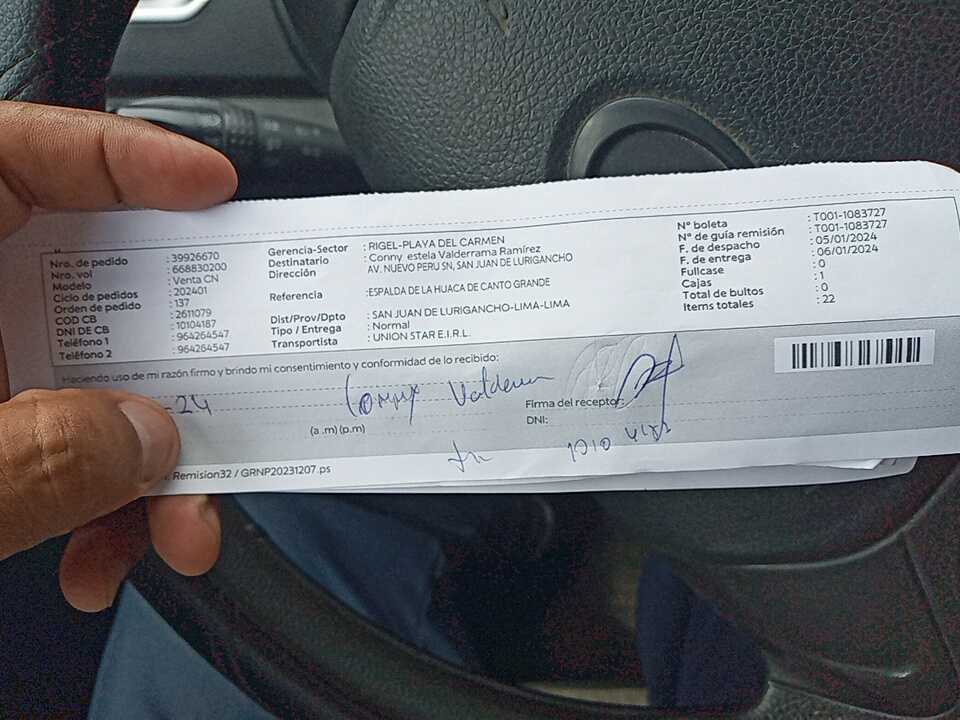 Nro. de pedido : 39926670
Nro. vol : 668830200
Modelo : Venta CN
Ciclo de pedidos : 202401
Orden de pedido : 137
COD CB : 2611079
DNI DE CB : 10104187
Teléfono 1 : 964264547
Teléfono 2 : 964264547
Gerencia-Sector : RIGEL-PLAYA DEL CARMEN
Destinatario : Conny estela Valderrama Ramírez
Dirección : AV. NUEVO PERU SN, SAN JUAN DE LURIGANCHO
Referencia : ESPALDA DE LA HUACA DE CANTO GRANDE
Dist/Prov/Dpto : SAN JUAN DE LURIGANCHO-LIMA-LIMA
Tipo / Entrega : Normal
Transportista : UNION STAR E.I.R.L.
N° boleta : T001-1083727
N° de guía remisión : T001-1083727
F. de despacho : 05/01/2024
F. de entrega : 06/01/2024
Fullcase : 0
Cajas : 1
Total de bultos : 0
Items totales : 22
Haciendo uso de mi razón firmo y brindo mi consentimiento y conformidad de lo recibido:
-24
Conny Valderra
(a .m) (p.m)
Firma del receptor:
DNI:
Remision32 / GRNP20231207.ps